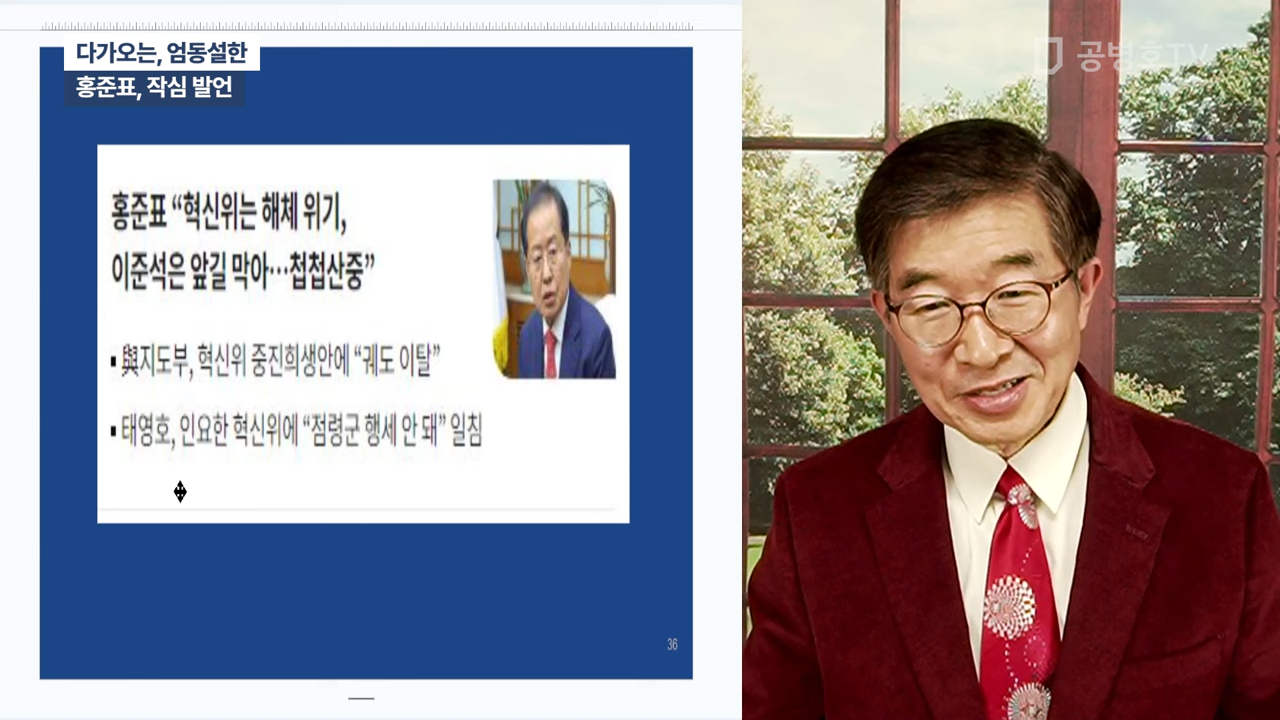 다가오는, 엄동설한
홍준표, 작심 발언
홍준표 “혁신위는 해체 위기,
이준석은 앞길 막아…첩첩산중”
▪ 與지도부, 혁신위 중진희생안에 “궤도 이탈”
▪ 태영호, 인요한 혁신위에 “점령군 행세 안 돼” 일침
36
공병호TV